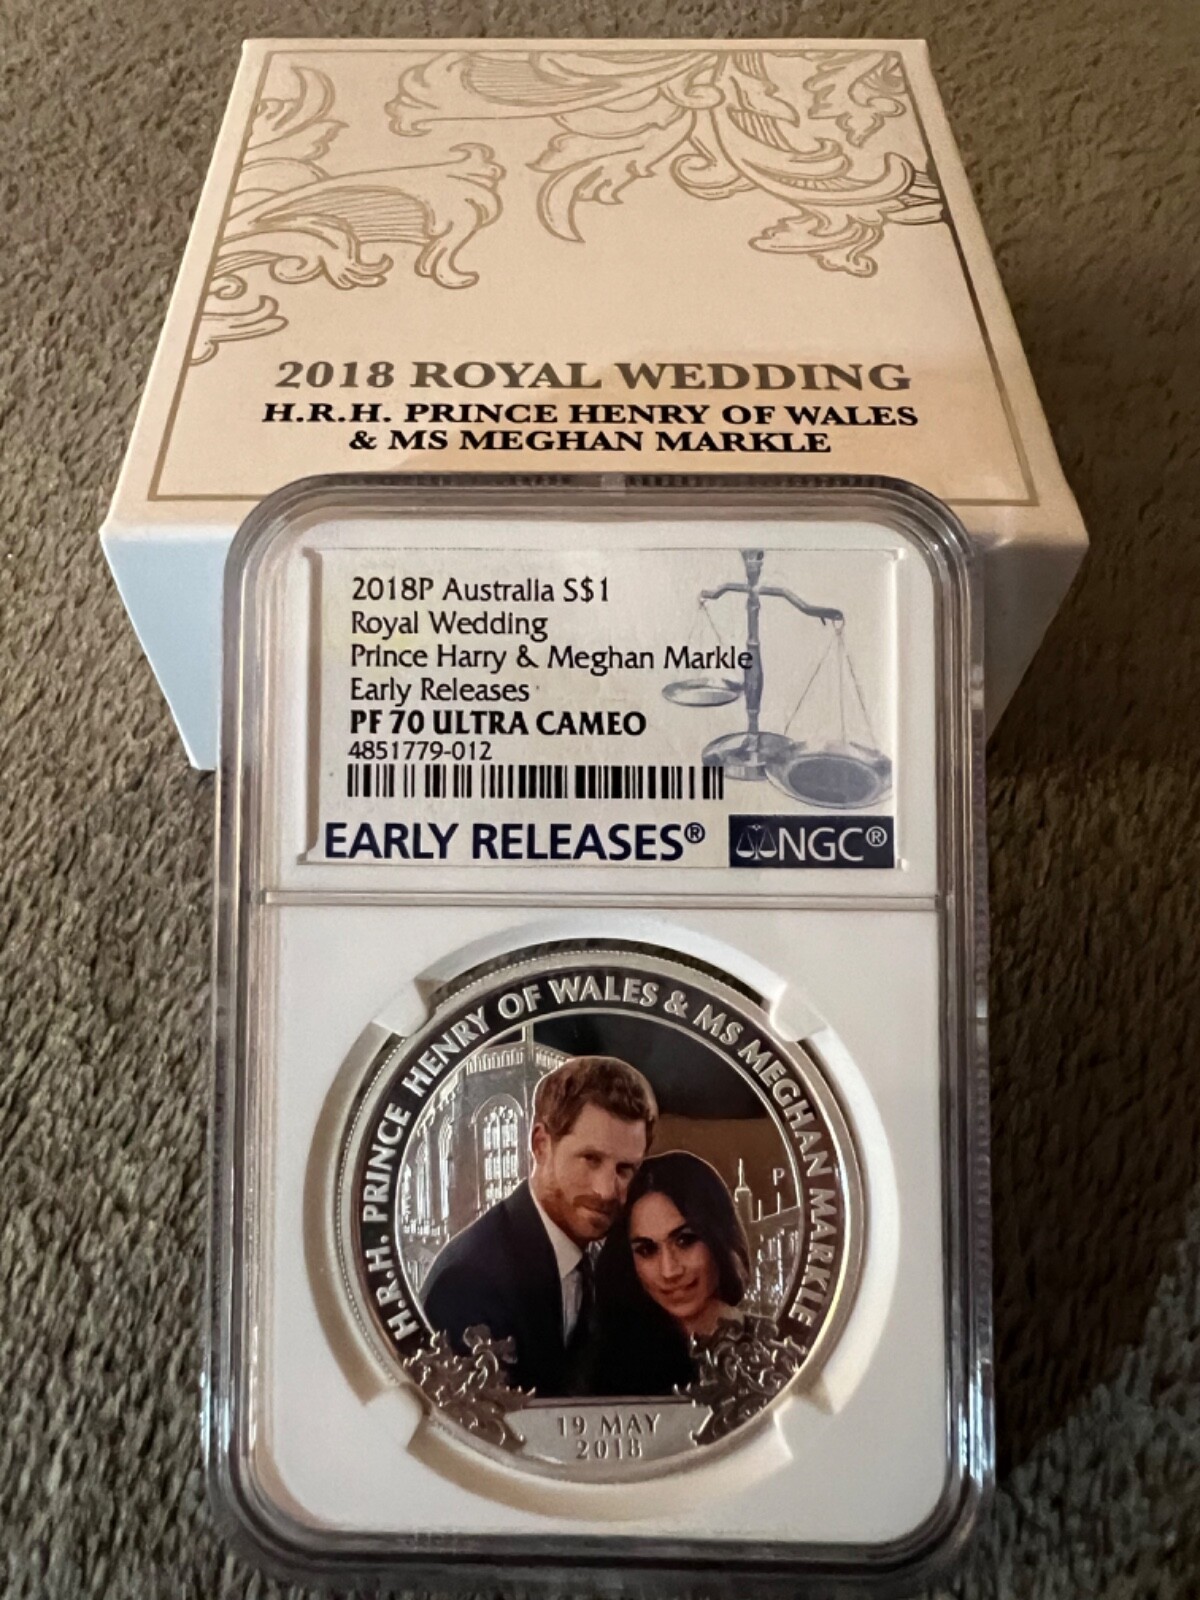 2018 ROYAL WEDDING
H.R.H. PRINCE HENRY OF WALES
& MS MEGHAN MARKLE
2018P Australia S$1
Royal Wedding
Prince Harry & Meghan Markle
Early Releases
PF 70 ULTRA CAMEO
4851779-012
EARLY RELEASES®
NGC®
H.R.H. PRINCE HENRY OF WALES & MS MEGHAN MARKLE
P
19 MAY
2018